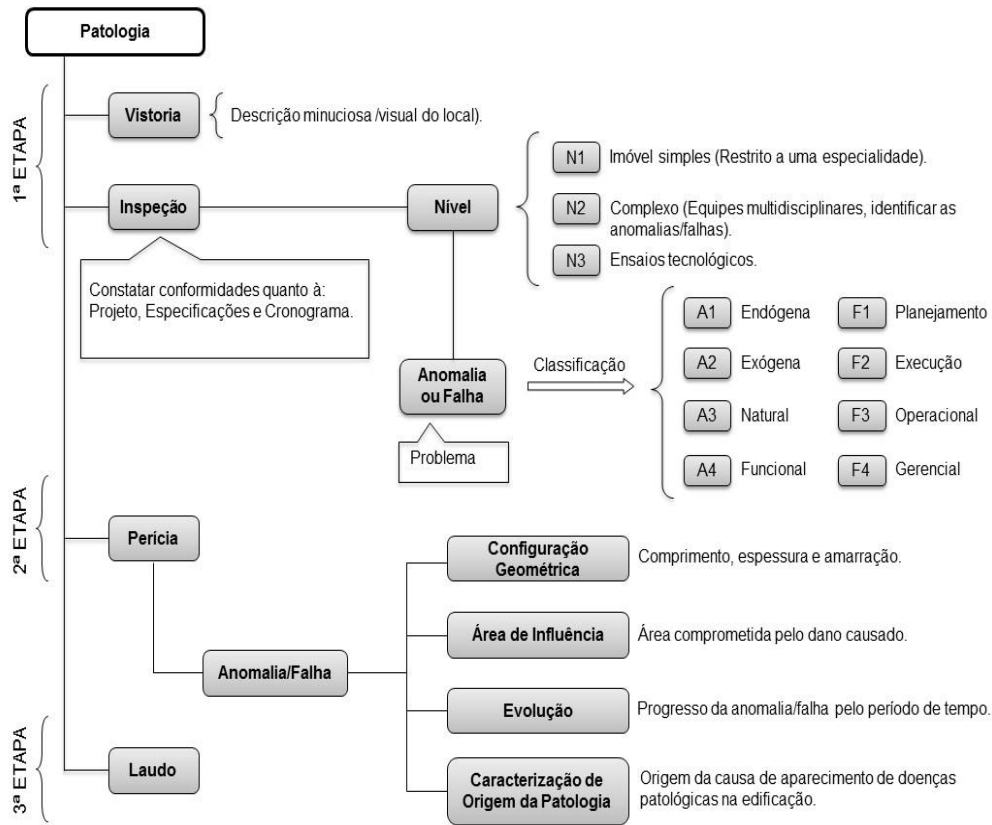 Patologia
1ª ETAPA
Vistoria
Descrição minuciosa /visual do local).
Inspeção
Nível
N1
Imóvel simples (Restrito a uma especialidade).
N2
Complexo (Equipes multidisciplinares, identificar as
anomalias/falhas).
N3
Ensaios tecnológicos.
Constatar conformidades quanto à:
Projeto, Especificações e Cronograma.
Anomalia
ou Falha
Problema
Classificação
A1
Endógena
F1
Planejamento
A2
Exógena
F2
Execução
A3
Natural
F3
Operacional
A4
Funcional
F4
Gerencial
2ª ETAPA
Perícia
Anomalia/Falha
Configuração
Geométrica
Comprimento, espessura e amarração.
Área de Influência
Área comprometida pelo dano causado.
Evolução
Progresso da anomalia/falha pelo período de tempo.
Caracterização de
Origem da Patologia
Origem da causa de aparecimento de doenças
patológicas na edificação.
3ª ETAPA
Laudo